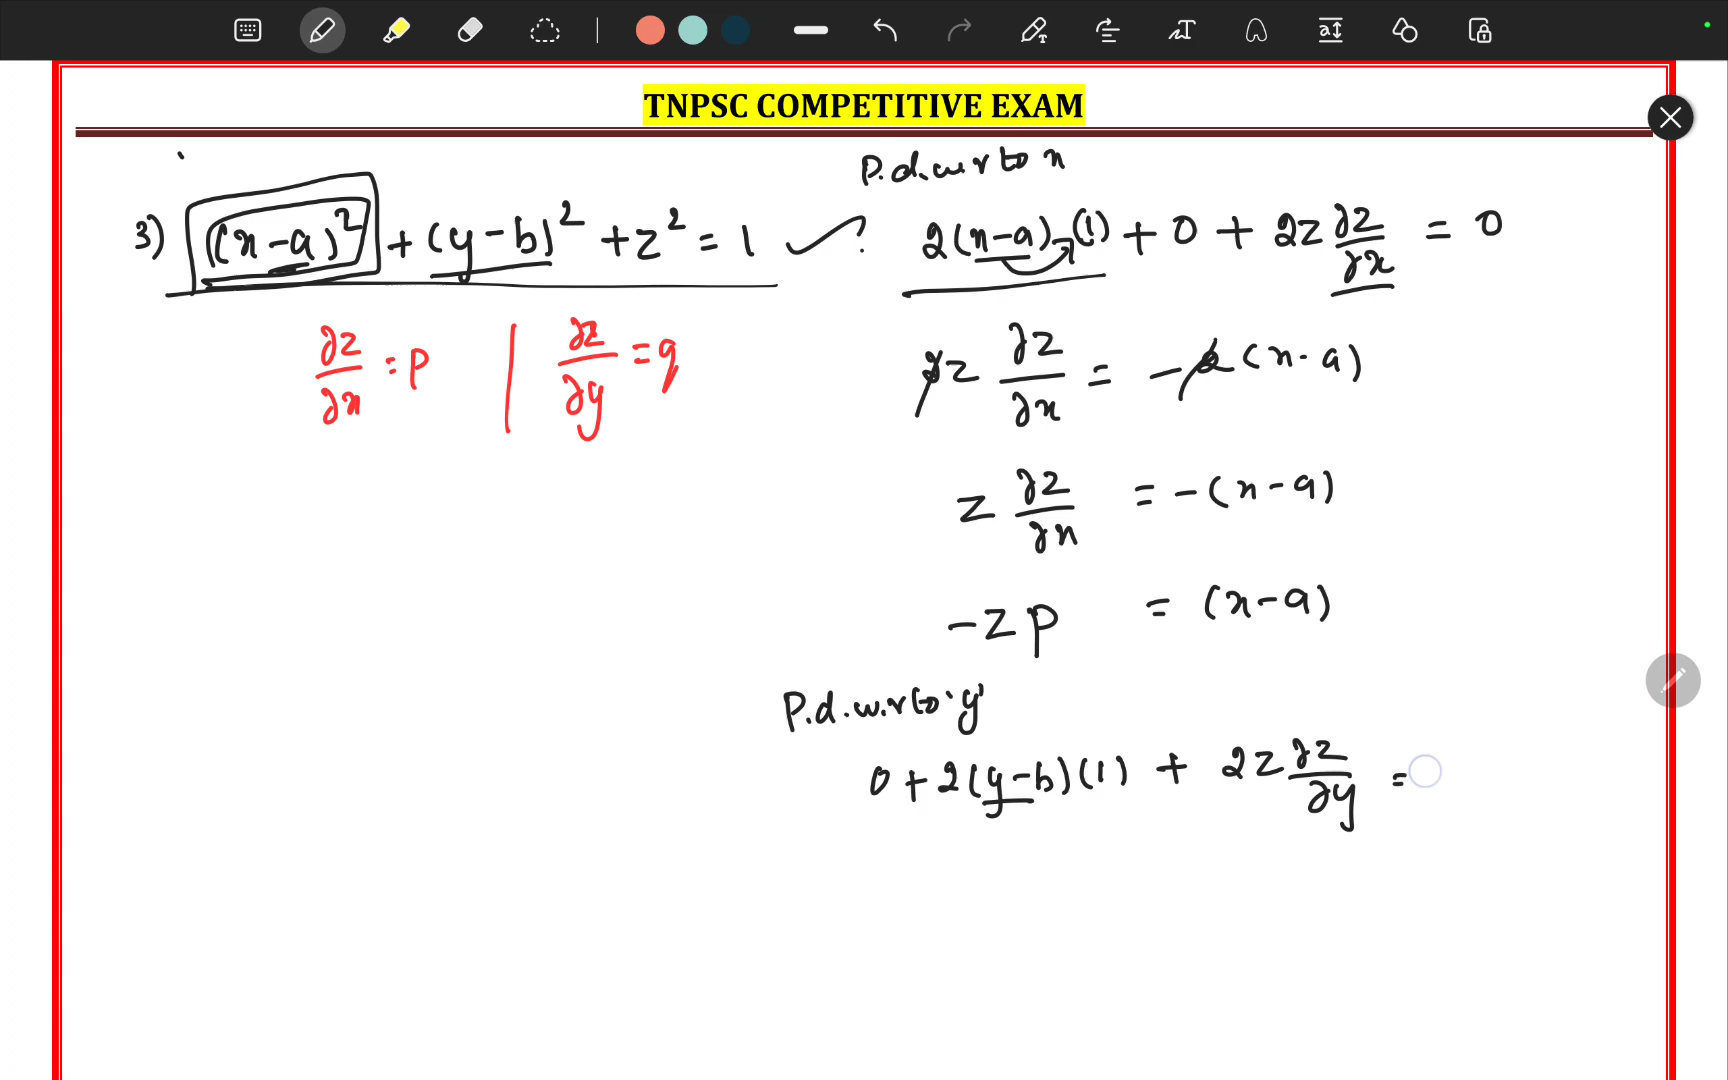 TNPSC COMPETITIVE EXAM
3) (x-a)² + (y-b)² + z² = 1
∂z/∂x = p | ∂z/∂y = q
P.d.w.r to x
2(x-a)(1) + 0 + 2z ∂z/∂x = 0
2z ∂z/∂x = -2(x-a)
z ∂z/∂x = -(x-a)
-zp = (x-a)
P.d.w.r to 'y'
0 + 2(y-b)(1) + 2z ∂z/∂y =